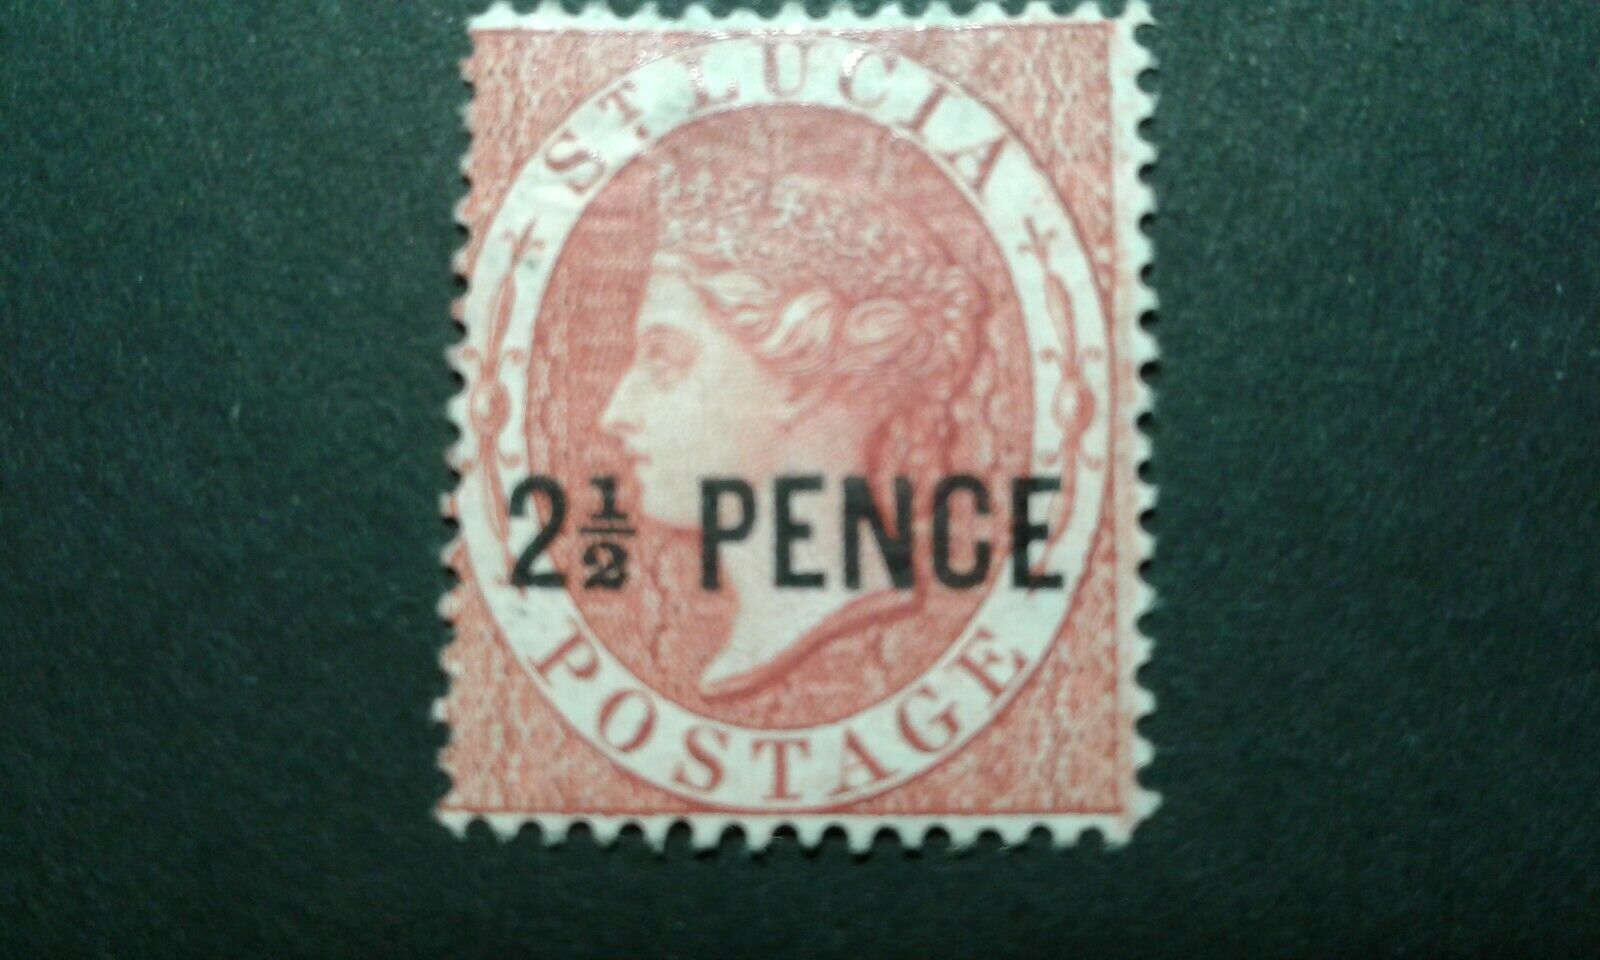 ST. LUCIA
2½ PENCE
POSTAGE